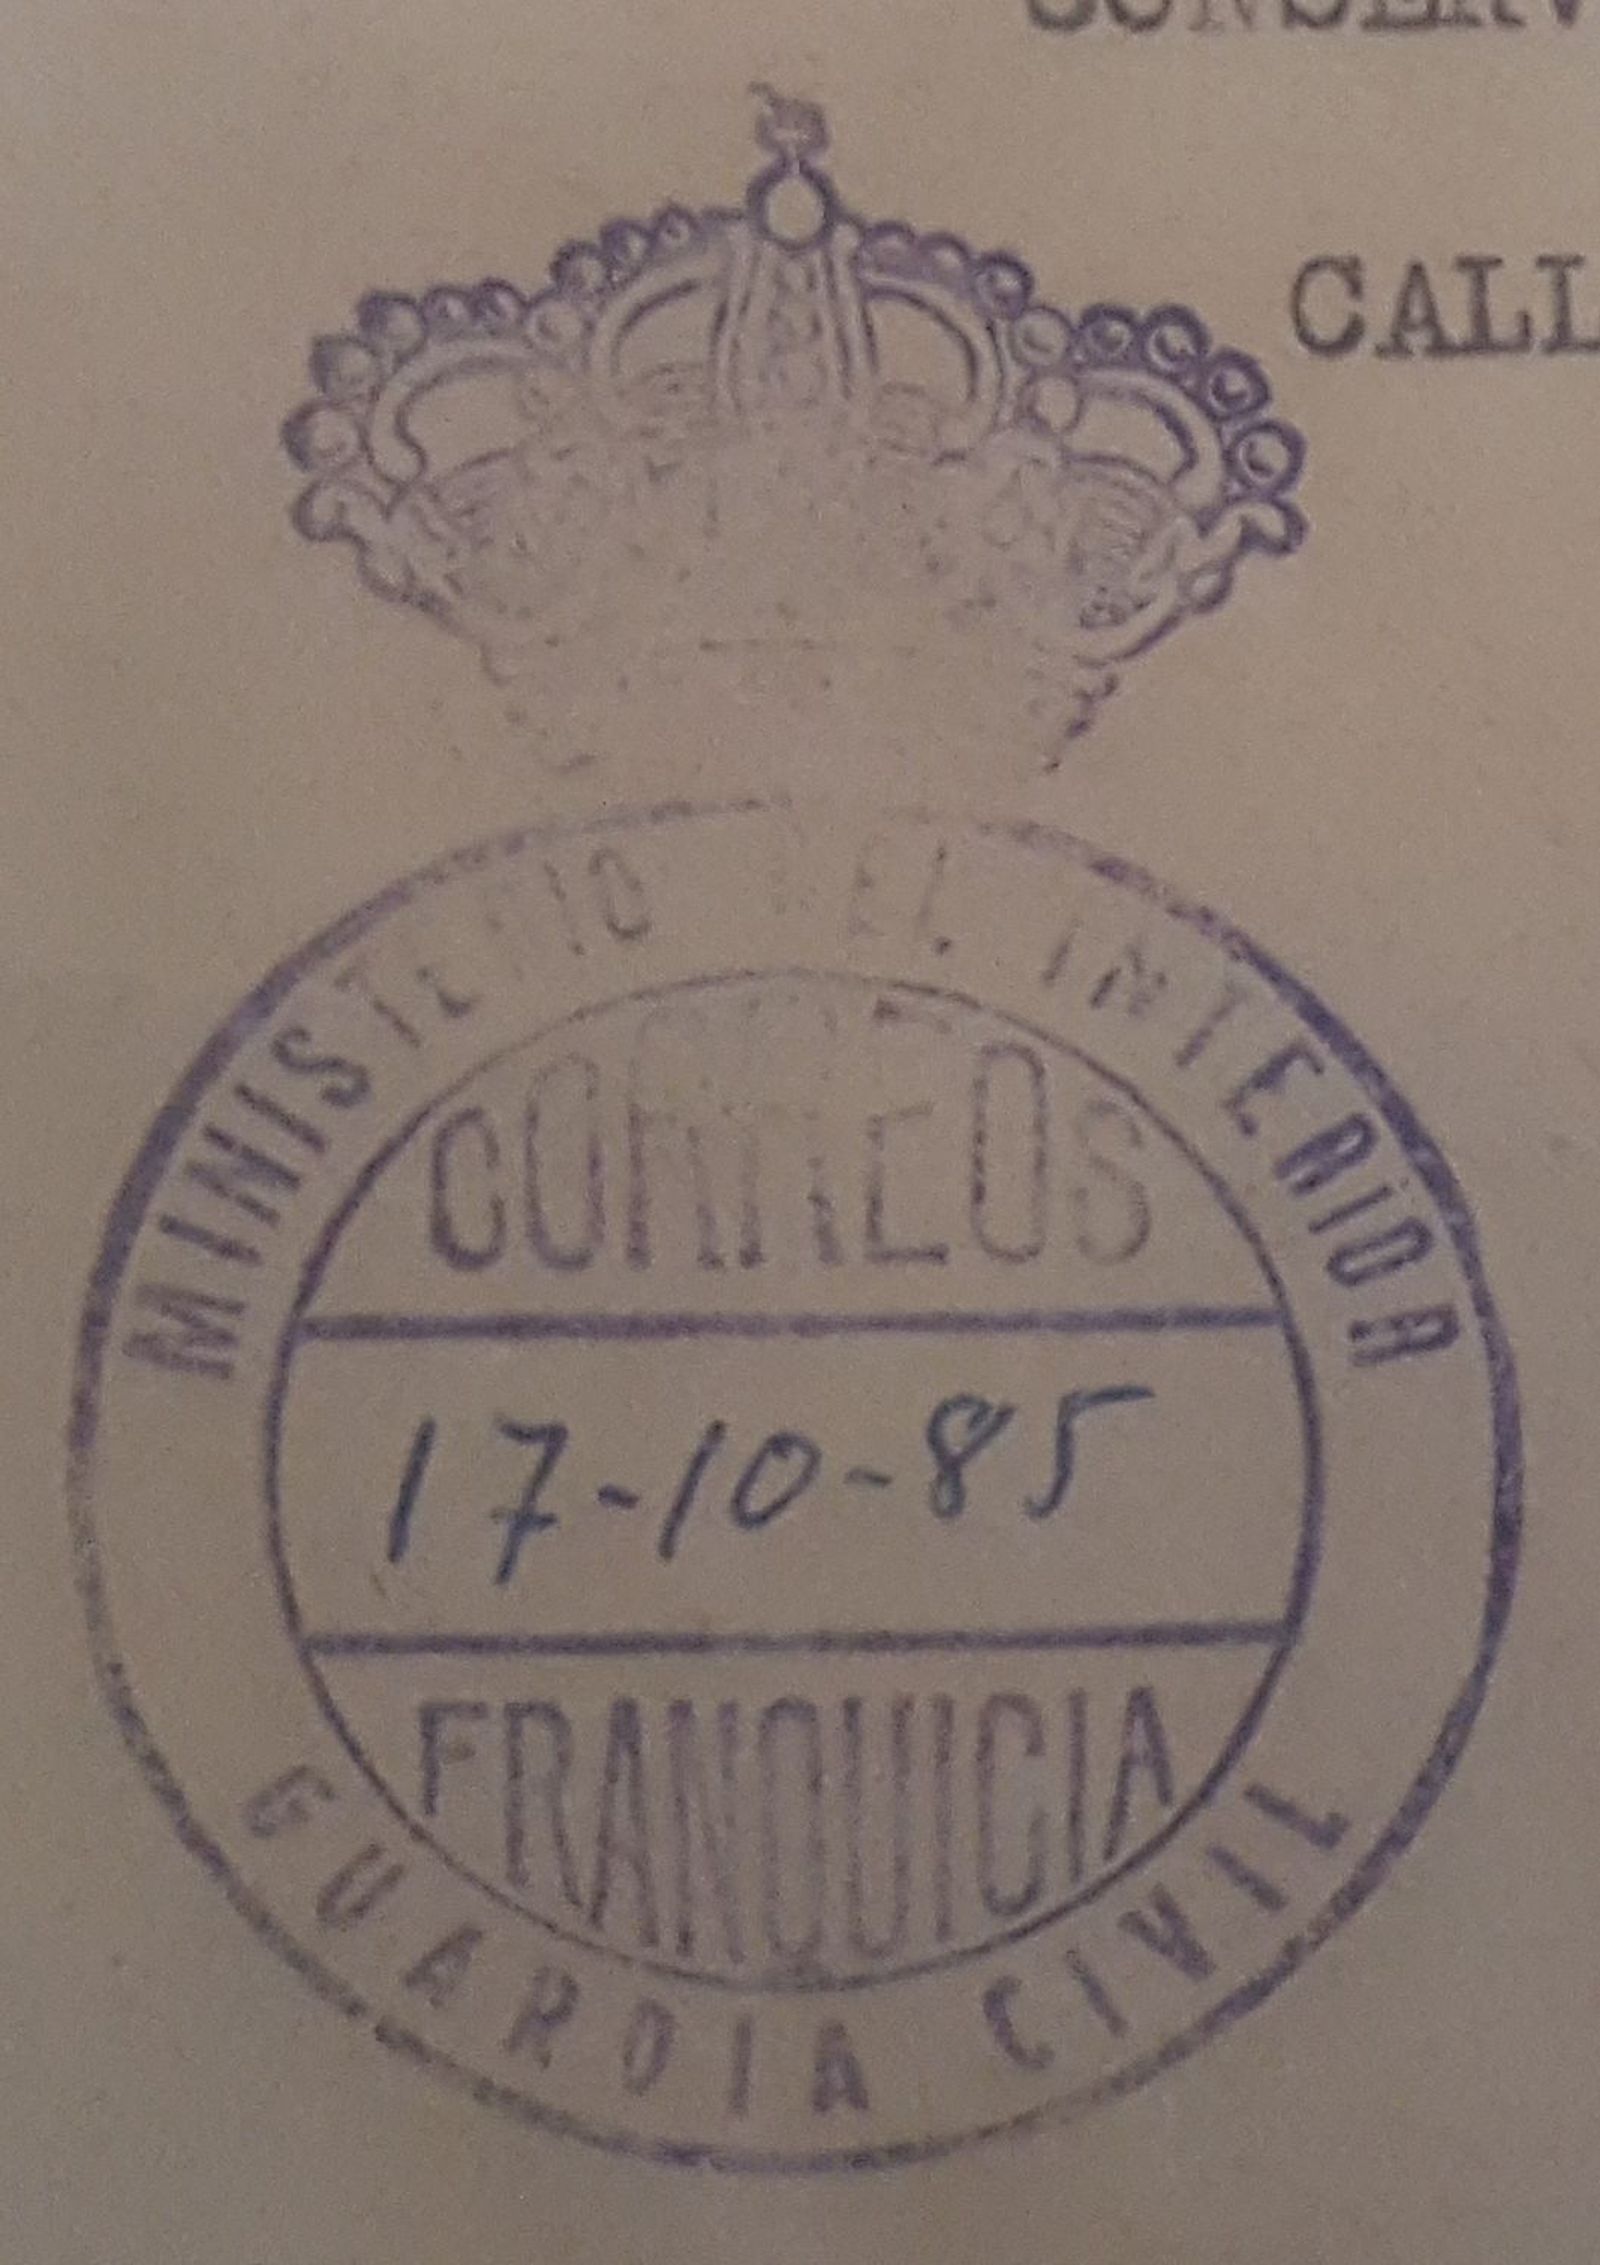 CALL
MINISTERIO DEL INTERIOR
CORREOS
17-10-85
FRANQUICIA
GUARDIA CIVIL